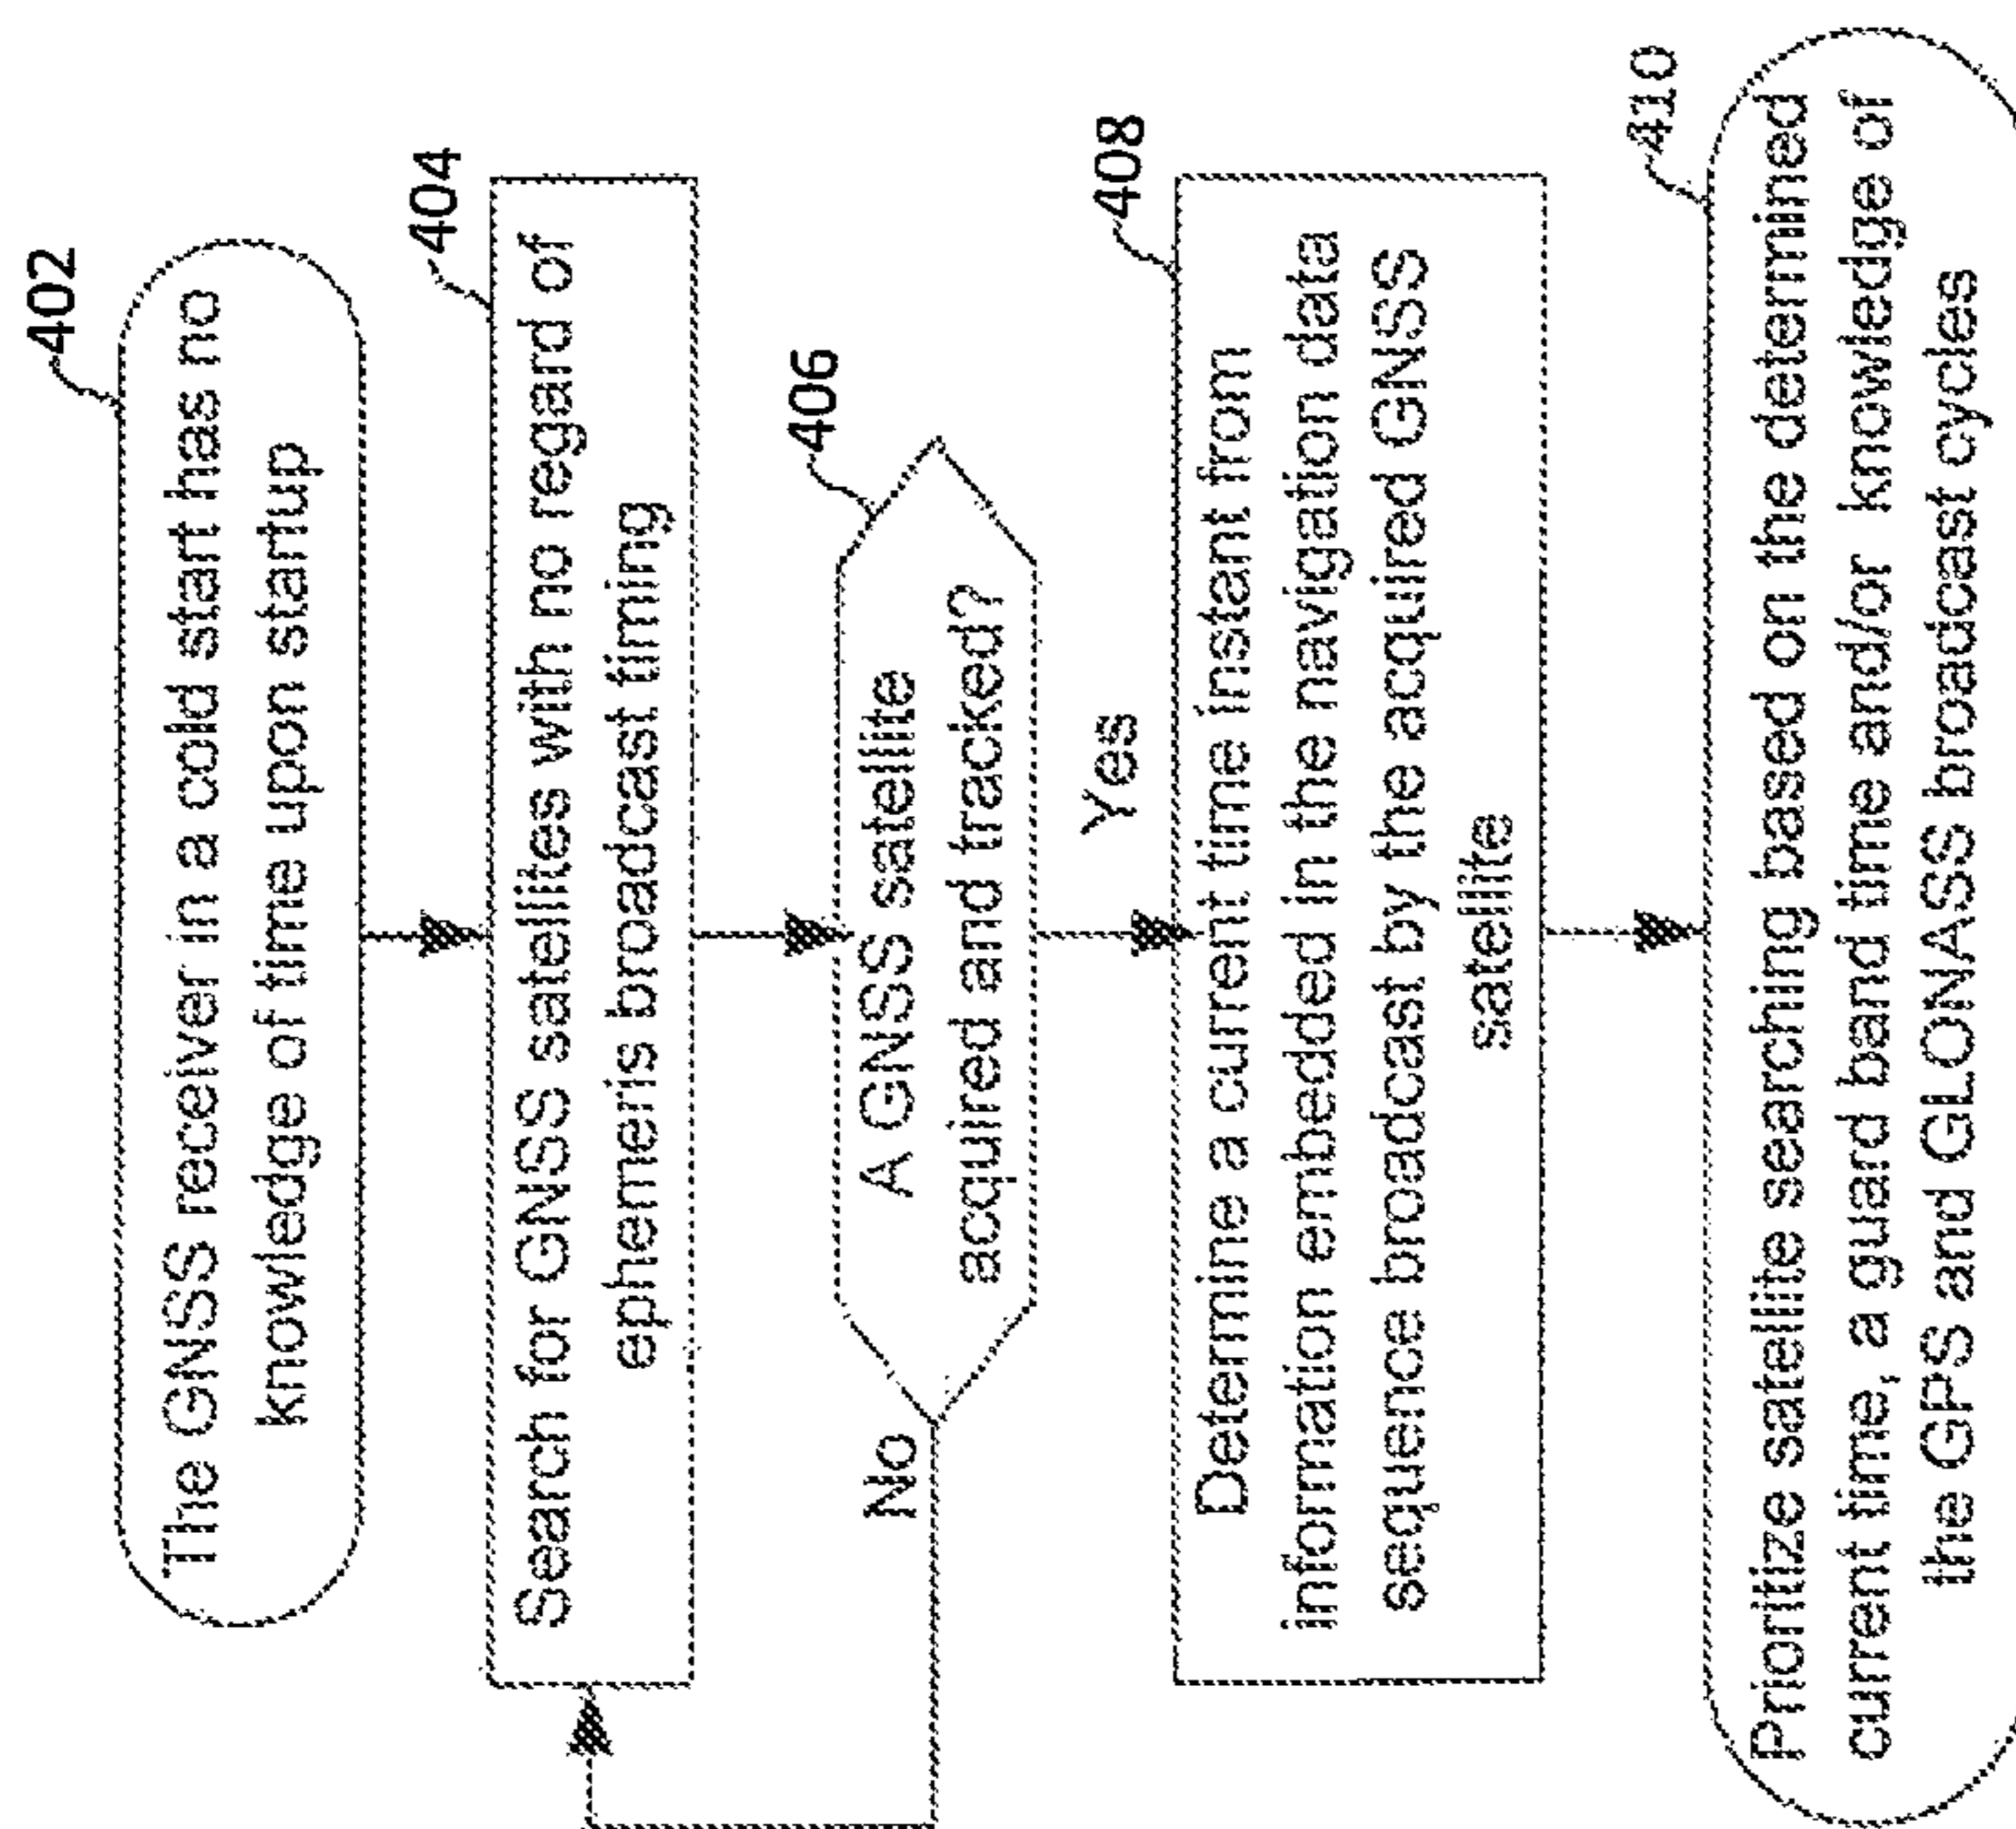 402
The GNSS receiver in a cold start has no
knowledge of time upon startup
404
Search for GNSS satellites with no regard of
ephemeris broadcast timing
406
A GNSS satellite
acquired and tracked?
No
Yes
408
Determine a current time instant from
information embedded in the navigation data
sequence broadcast by the acquired GNSS
satellite
410
Prioritize satellite searching based on the determined
current time, a guard band time and/or knowledge of
the GPS and GLONASS broadcast cycles